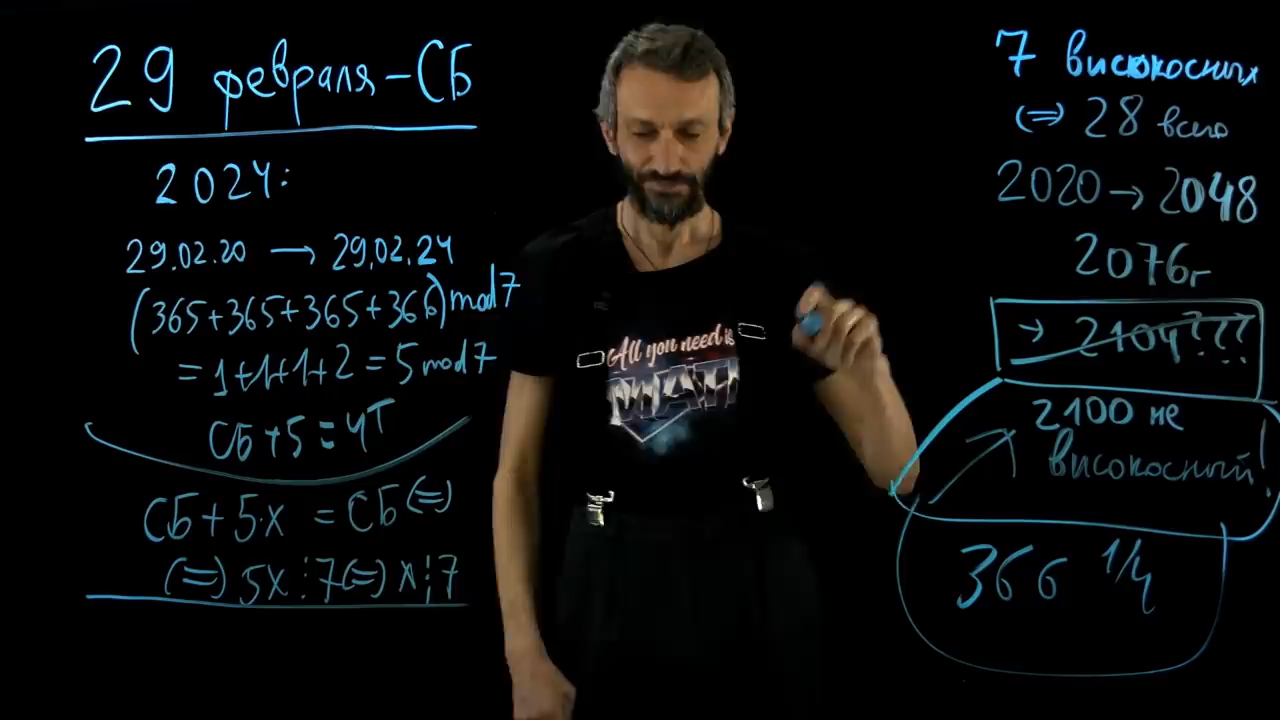 29 февраля - СБ
2024:
29.02.20 → 29.02.24
(365+365+365+366) mod 7
= 1+1+1+2 = 5 mod 7
СБ + 5 = ЧТ
СБ + 5·x = СБ (=)
(=) 5x ⋮ 7 (=) x ⋮ 7
All you need is
MATH
7 високосных
(=) 28 всего
2020 → 2048
2076г
→ 2104???
2100 не
високосный!
366 1/4